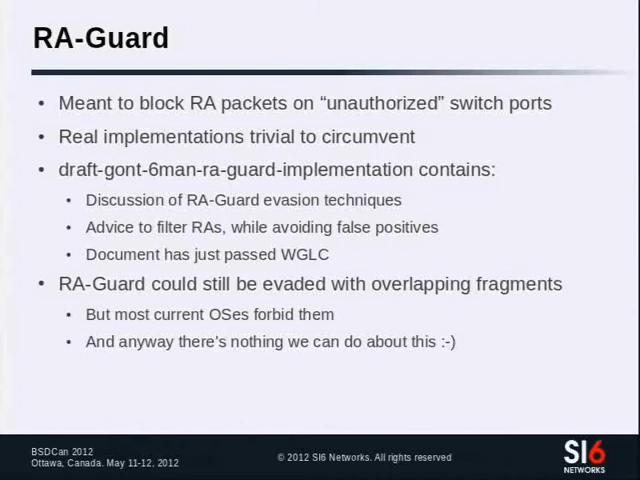 RA-Guard
• Meant to block RA packets on “unauthorized” switch ports
• Real implementations trivial to circumvent
• draft-gont-6man-ra-guard-implementation contains:
• Discussion of RA-Guard evasion techniques
• Advice to filter RAs, while avoiding false positives
• Document has just passed WGLC
• RA-Guard could still be evaded with overlapping fragments
• But most current OSes forbid them
• And anyway there's nothing we can do about this :-)
BSDCan 2012
Ottawa, Canada. May 11-12, 2012
© 2012 SI6 Networks. All rights reserved
SI6
NETWORKS